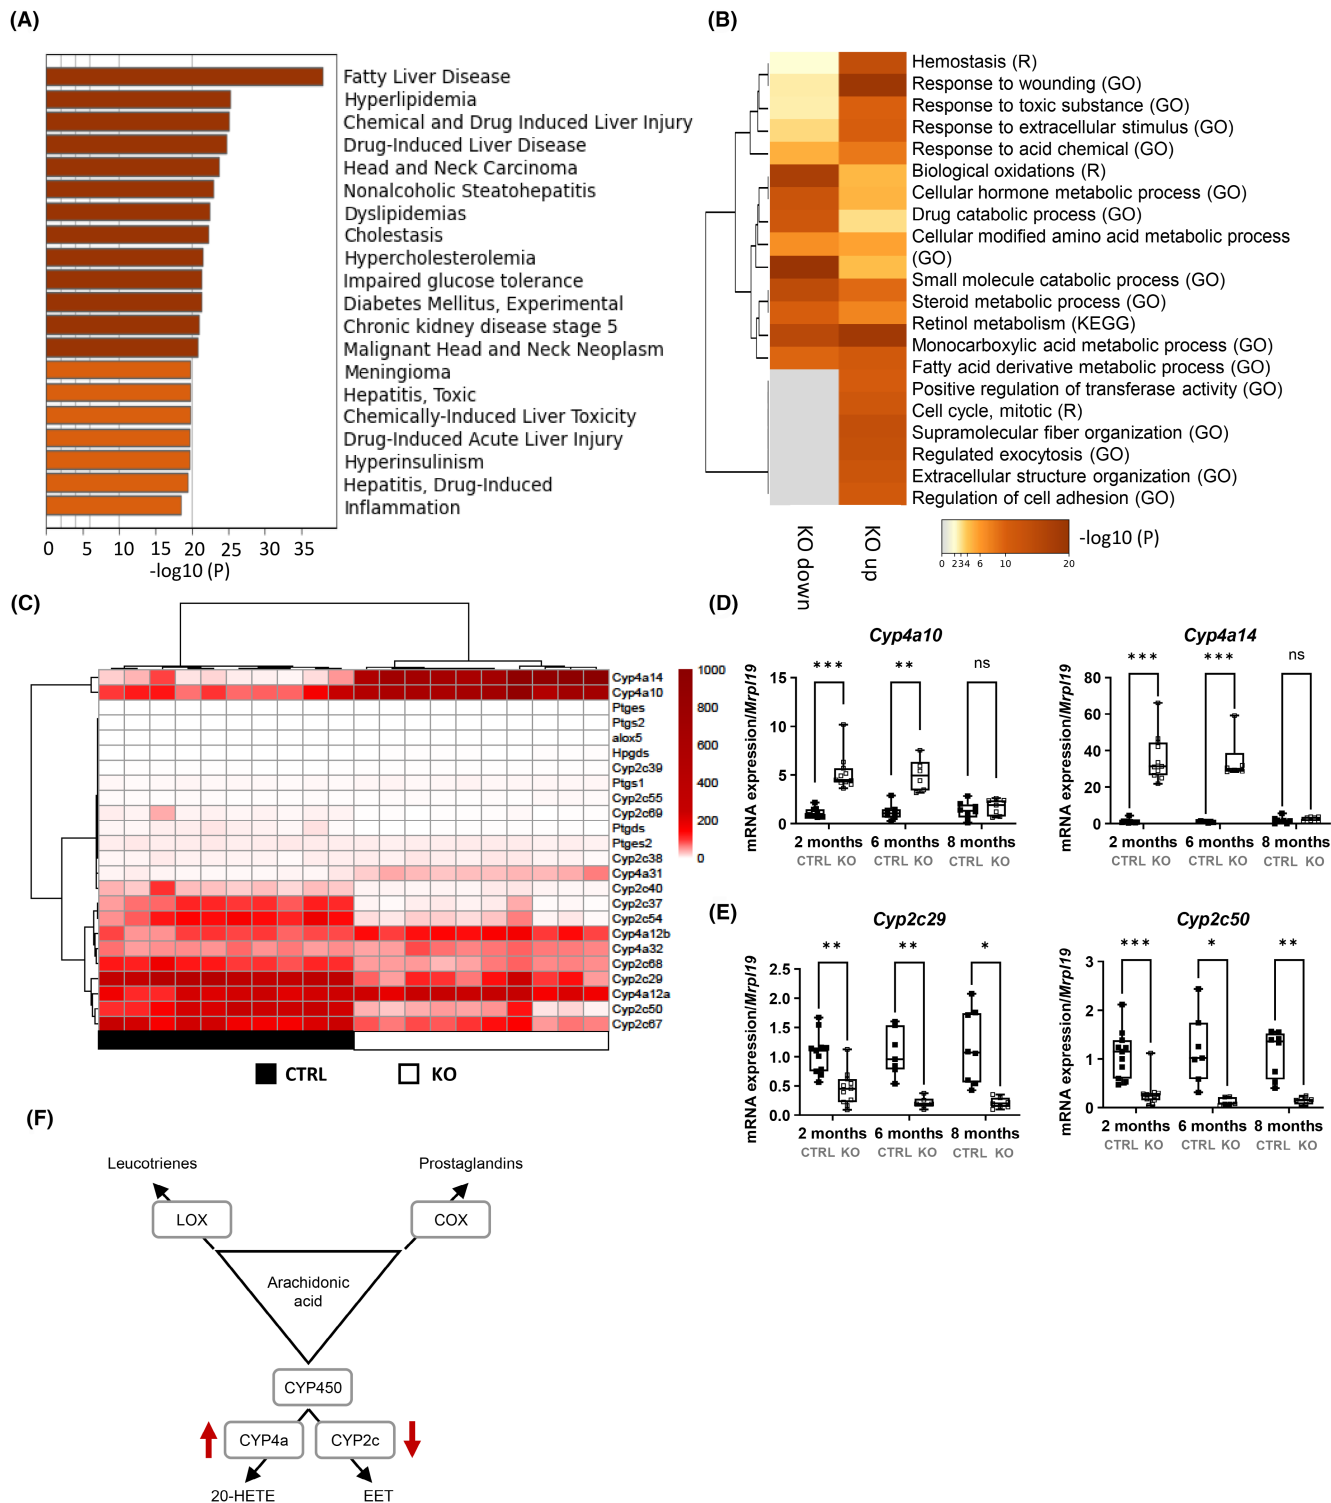 (A)
Fatty Liver Disease
Hyperlipidemia
Chemical and Drug Induced Liver Injury
Drug-Induced Liver Disease
Head and Neck Carcinoma
Nonalcoholic Steatohepatitis
Dyslipidemias
Cholestasis
Hypercholesterolemia
Impaired glucose tolerance
Diabetes Mellitus, Experimental
Chronic kidney disease stage 5
Malignant Head and Neck Neoplasm
Meningioma
Hepatitis, Toxic
Chemically-Induced Liver Toxicity
Drug-Induced Acute Liver Injury
Hyperinsulinism
Hepatitis, Drug-Induced
Inflammation
0 5 10 15 20 25 30 35
-log10 (P)
(B)
Hemostasis (R)
Response to wounding (GO)
Response to toxic substance (GO)
Response to extracellular stimulus (GO)
Response to acid chemical (GO)
Biological oxidations (R)
Cellular hormone metabolic process (GO)
Drug catabolic process (GO)
Cellular modified amino acid metabolic process
(GO)
Small molecule catabolic process (GO)
Steroid metabolic process (GO)
Retinol metabolism (KEGG)
Monocarboxylic acid metabolic process (GO)
Fatty acid derivative metabolic process (GO)
Positive regulation of transferase activity (GO)
Cell cycle, mitotic (R)
Supramolecular fiber organization (GO)
Regulated exocytosis (GO)
Extracellular structure organization (GO)
Regulation of cell adhesion (GO)
KO down
KO up
-log10 (P)
0 2 3 4 6 10 20
(C)
Cyp4a14
Cyp4a10
Ptges
Ptgs2
alox5
Hpgds
Cyp2c39
Ptgs1
Cyp2c55
Cyp2c69
Ptgds
Ptges2
Cyp2c38
Cyp4a31
Cyp2c40
Cyp2c37
Cyp2c54
Cyp4a12b
Cyp4a32
Cyp2c68
Cyp2c29
Cyp4a12a
Cyp2c50
Cyp2c67
1000
800
600
400
200
0
CTRL
KO
(D)
Cyp4a10
mRNA expression/Mrpl19
15
10
5
0
*** ** ns
2 months 6 months 8 months
CTRL KO CTRL KO CTRL KO
Cyp4a14
mRNA expression/Mrpl19
80
60
40
20
0
*** *** ns
2 months 6 months 8 months
CTRL KO CTRL KO CTRL KO
(E)
Cyp2c29
mRNA expression/Mrpl19
2.5
2.0
1.5
1.0
0.5
0.0
** ** *
2 months 6 months 8 months
CTRL KO CTRL KO CTRL KO
Cyp2c50
mRNA expression/Mrpl19
3
2
1
0
*** * **
2 months 6 months 8 months
CTRL KO CTRL KO CTRL KO
(F)
Leucotrienes
Prostaglandins
LOX
COX
Arachidonic
acid
CYP450
CYP4a
CYP2c
20-HETE
EET